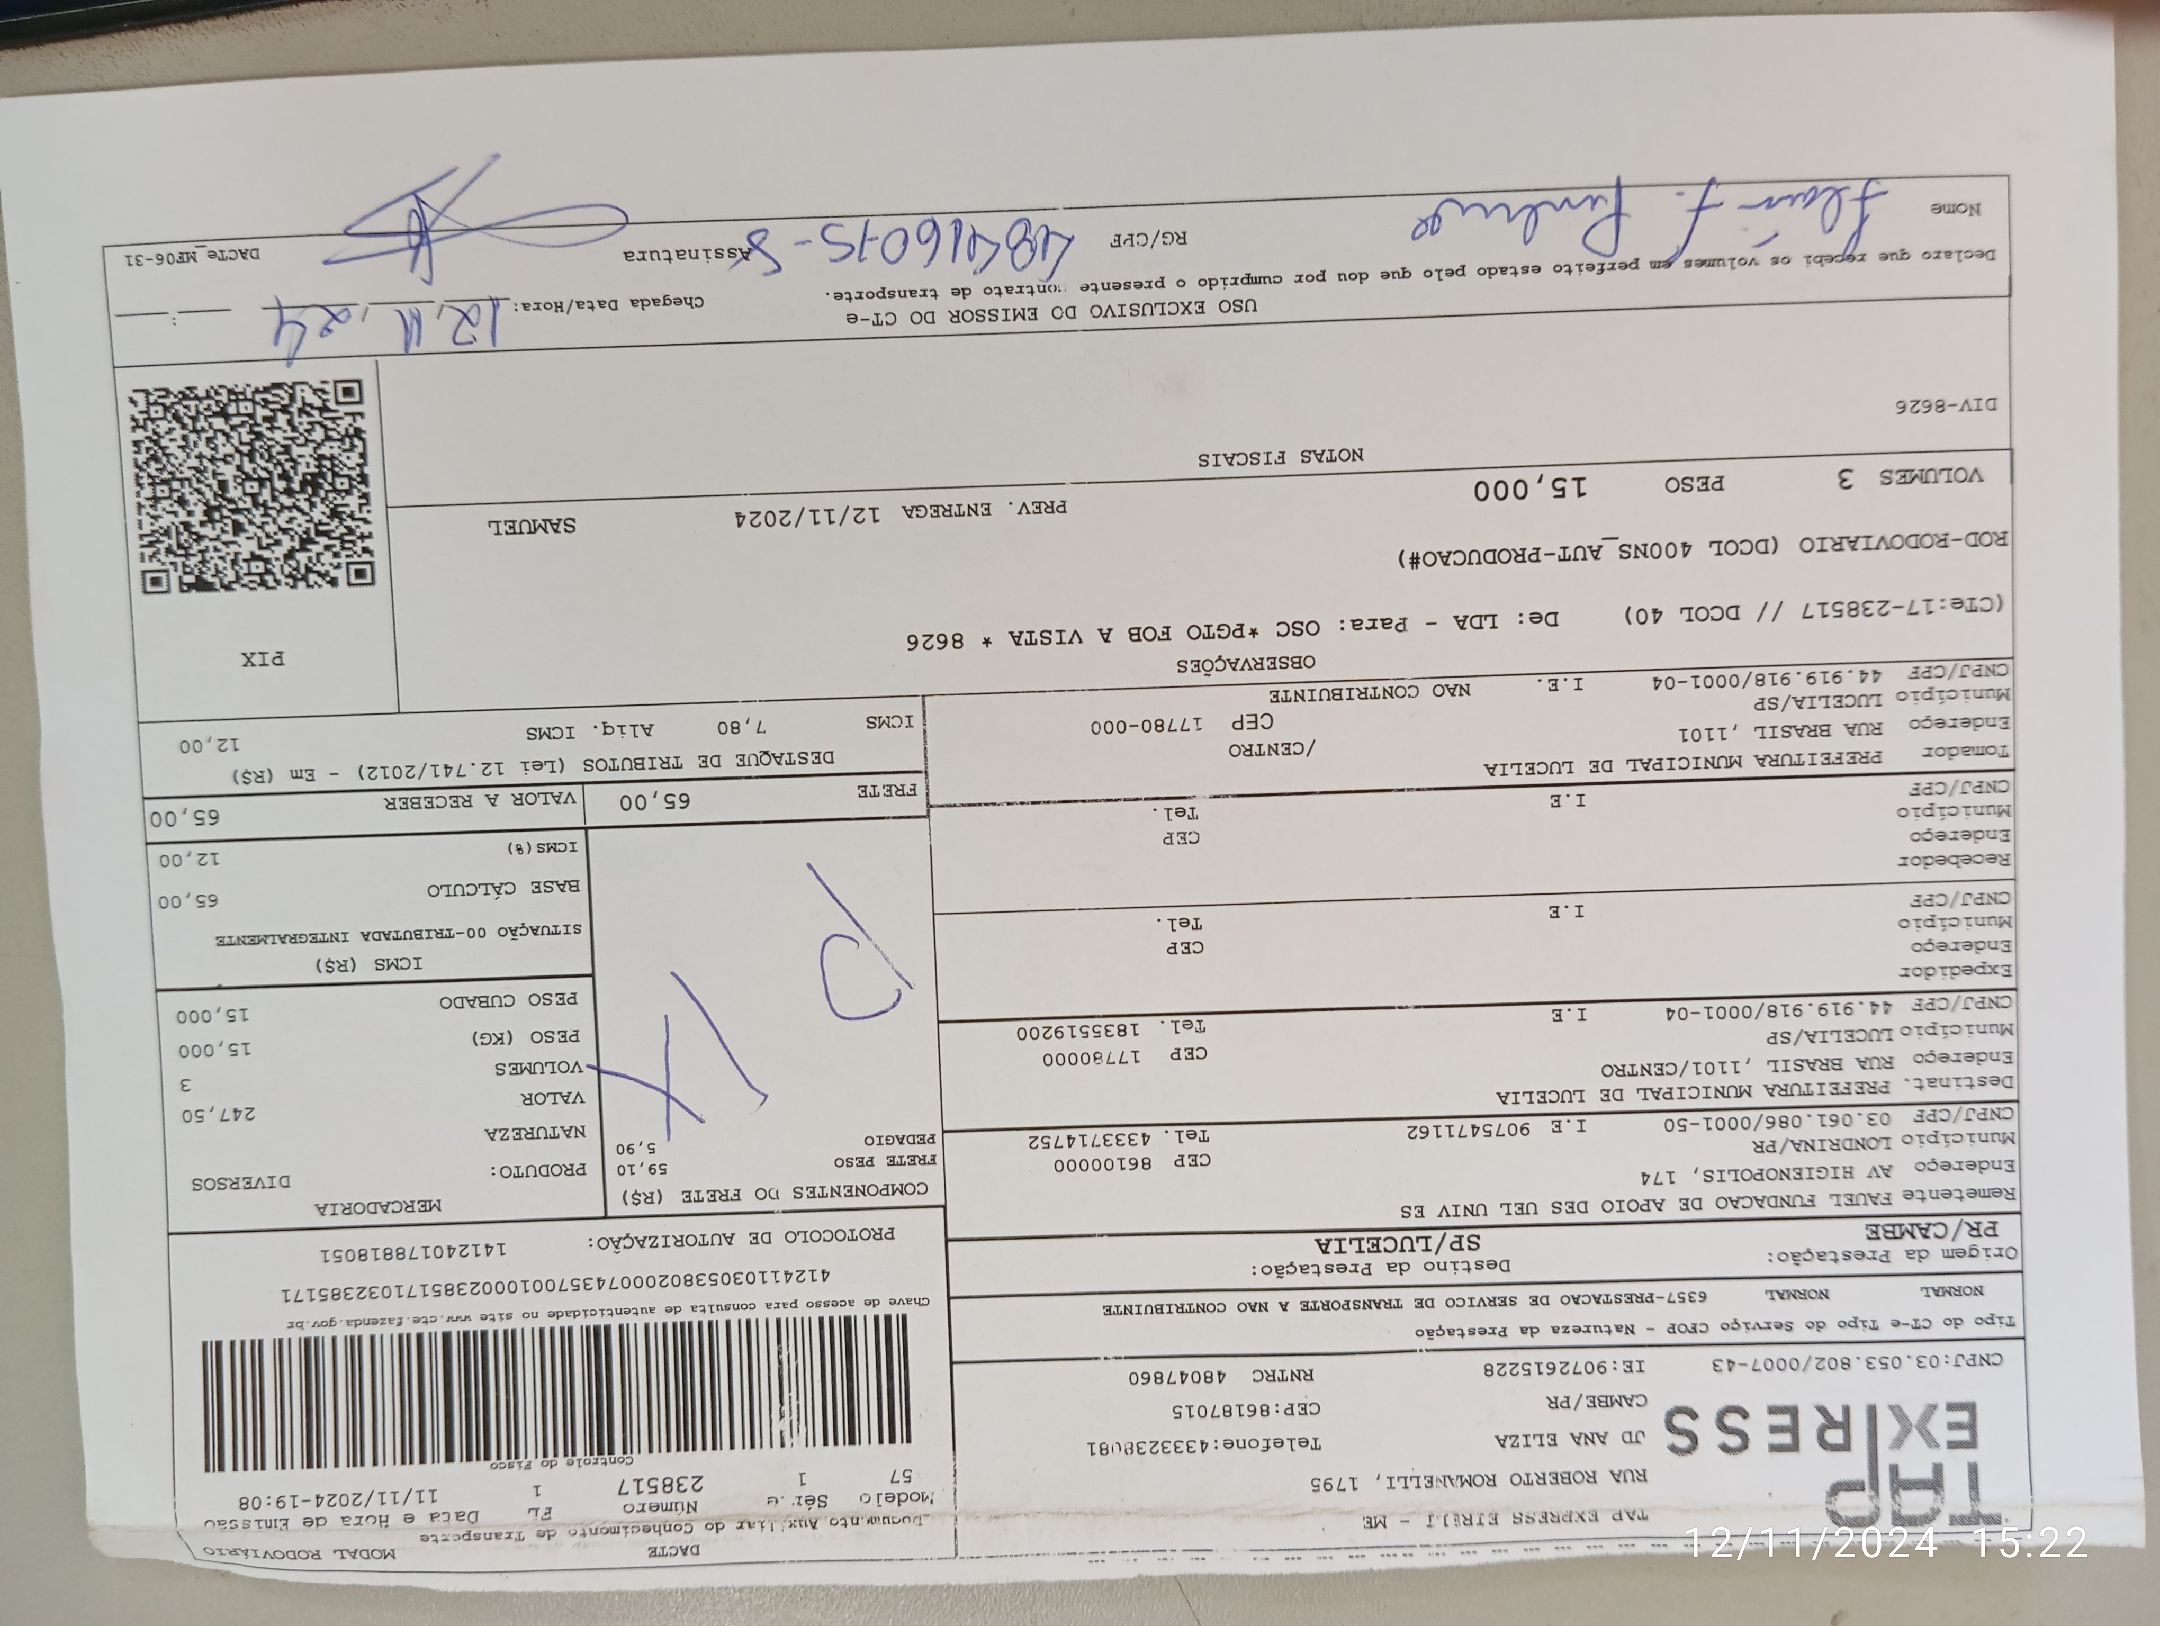 DACTE
MODAL RODOVIÁRIO
Documento Auxiliar do Conhecimento de Transporte
Modelo Série Número FL Data e Hora de Emissão
57 1 238517 1 11/11/2024-19:08
Controle do Fisco
TAP EXPRESS
TAP EXPRESS EIRELI - ME
RUA ROBERTO ROMANELLI, 1795
JD ANA ELIZA Telefone:4333238081
CAMBE/PR CEP:86187015
CNPJ:03.053.802/0007-43 IE:9072615228 RNTRC 48047860
Tipo do CT-e Tipo do Serviço CFOP - Natureza da Prestação
NORMAL NORMAL 6357-PRESTACAO DE SERVICO DE TRANSPORTE A NAO CONTRIBUINTE
Chave de acesso para consulta de autenticidade no site www.cte.fazenda.gov.br
41241103053802000743570010002385171032385171
PROTOCOLO DE AUTORIZAÇÃO: 141240178818051
Origem da Prestação: Destino da Prestação:
PR/CAMBE SP/LUCELIA
Remetente FAUEL FUNDACAO DE APOIO DES UEL UNIV ES
Endereço AV HIGIENOPOLIS, 174 CEP 86100000
Município LONDRINA/PR Tel. 4333714752
CNPJ/CPF 03.061.086/0001-50 I.E 9075471162
Destinat. PREFEITURA MUNICIPAL DE LUCELIA
Endereço RUA BRASIL ,1101/CENTRO CEP 17780000
Município LUCELIA/SP Tel. 1835519200
CNPJ/CPF 44.919.918/0001-04 I.E
Expedidor
Endereço CEP
Município Tel.
CNPJ/CPF I.E
Recebedor
Endereço CEP
Município Tel.
CNPJ/CPF I.E
Tomador PREFEITURA MUNICIPAL DE LUCELIA /CENTRO
Endereço RUA BRASIL ,1101 CEP 17780-000
Município LUCELIA/SP
CNPJ/CPF 44.919.918/0001-04 I.E. NAO CONTRIBUINTE
COMPONENTES DO FRETE (R$)
FRETE PESO 59,10
PEDAGIO 5,90
PIX
FRETE 65,00
MERCADORIA
PRODUTO: DIVERSOS
NATUREZA
VALOR 247,50
VOLUMES 3
PESO (KG) 15,000
PESO CUBADO 15,000
ICMS (R$)
SITUAÇÃO 00-TRIBUTADA INTEGRALMENTE
BASE CÁLCULO 65,00
ICMS(%) 12,00
VALOR A RECEBER 65,00
DESTAQUE DE TRIBUTOS (Lei 12.741/2012) - Em (R$)
ICMS 7,80 Aliq. ICMS 12,00
OBSERVAÇÕES
(CTe:17-238517 // DCOL 40) De: LDA - Para: OSC *PGTO FOB A VISTA * 8626
ROD-RODOVIARIO (DCOL 400NS_AUT-PRODUCAO#)
PIX
VOLUMES 3 PESO 15,000 PREV. ENTREGA 12/11/2024 SAMUEL
NOTAS FISCAIS
DIV-8626
USO EXCLUSIVO DO EMISSOR DO CT-e
Declaro que recebi os volumes em perfeito estado pelo que dou por cumprido o presente contrato de transporte.
Chegada Data/Hora: 12, 11, 24 __:__
Nome RG/CPF 48416075-8 Assinatura
DACTe_MF06-31
12/11/2024 15:22